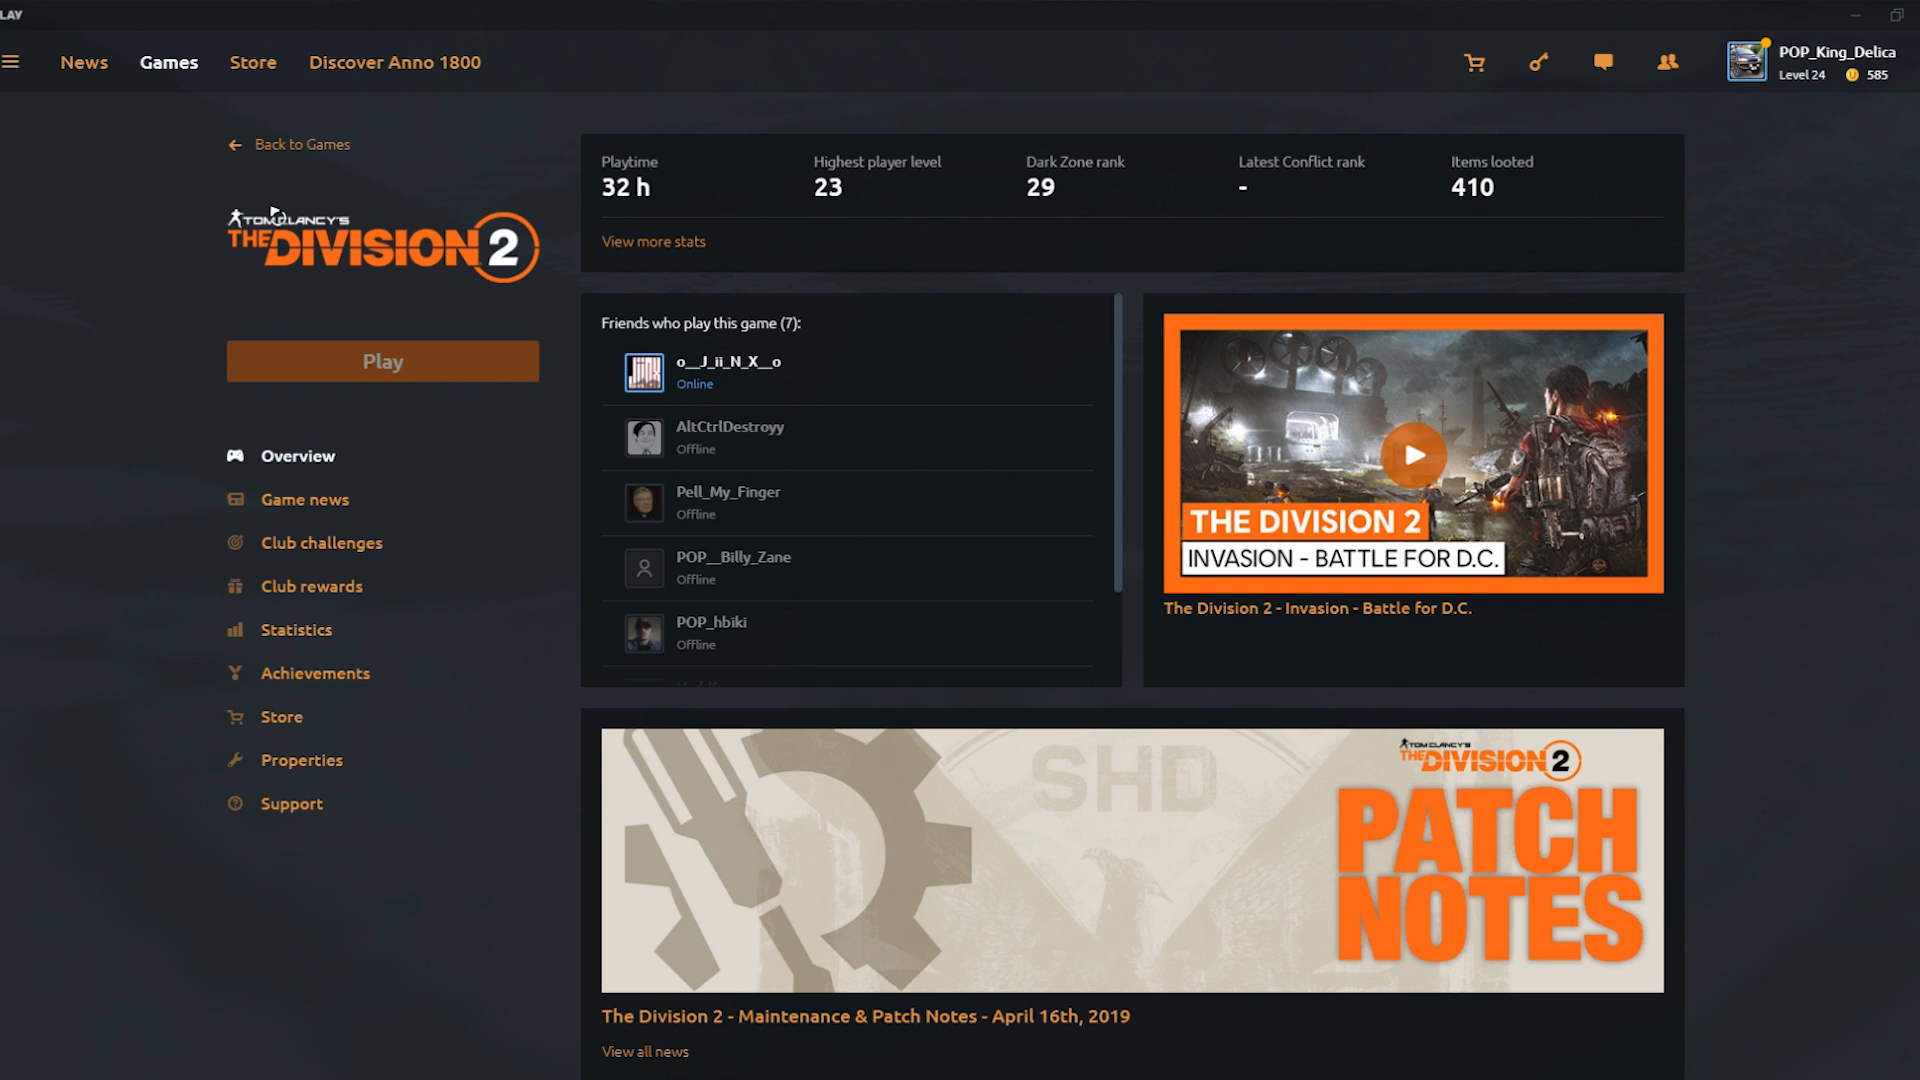 LAY
News Games Store Discover Anno 1800
POP_King_Delica
Level 24 585
Back to Games
TOM CLANCY'S
THE DIVISION 2
Play
Overview
Game news
Club challenges
Club rewards
Statistics
Achievements
Store
Properties
Support
Playtime
32 h
Highest player level
23
Dark Zone rank
29
Latest Conflict rank
-
Items looted
410
View more stats
Friends who play this game (7):
o__J_ii_N_X__o
Online
AltCtrlDestroyy
Offline
Pell_My_Finger
Offline
POP__Billy_Zane
Offline
POP_hbiki
Offline
THE DIVISION 2
INVASION - BATTLE FOR D.C.
The Division 2 - Invasion - Battle for D.C.
SHD
TOM CLANCY'S
THE DIVISION 2
PATCH
NOTES
The Division 2 - Maintenance & Patch Notes - April 16th, 2019
View all news